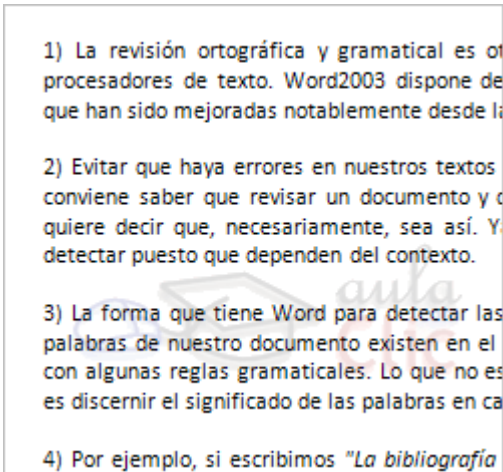 1) La revisión ortográfica y gramatical es
procesadores de texto. Word2003 dispone de
que han sido mejoradas notablemente desde
2) Evitar que haya errores en nuestros textos
conviene saber que revisar un documento y
quiere decir que, necesariamente, sea así.
detectar puesto que dependen del contexto.
aula
clic
3) La forma que tiene Word para detectar las
palabras de nuestro documento existen en el
con algunas reglas gramaticales. Lo que no
es discernir el significado de las palabras en
4) Por ejemplo, si escribimos "La bibliografía